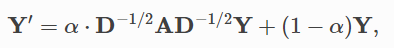 Y′ = α · D^{−1/2}AD^{−1/2}Y + (1 − α)Y,